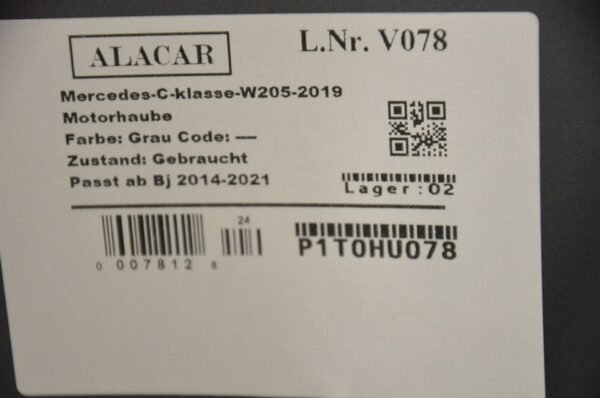 ALACAR
L.Nr. V078
Mercedes-C-klasse-W205-2019
Motorhaube
Farbe: Grau Code: ---
Zustand: Gebraucht
Passt ab Bj 2014-2021
Lager:02
24
0 007812 8
P1T0HU078